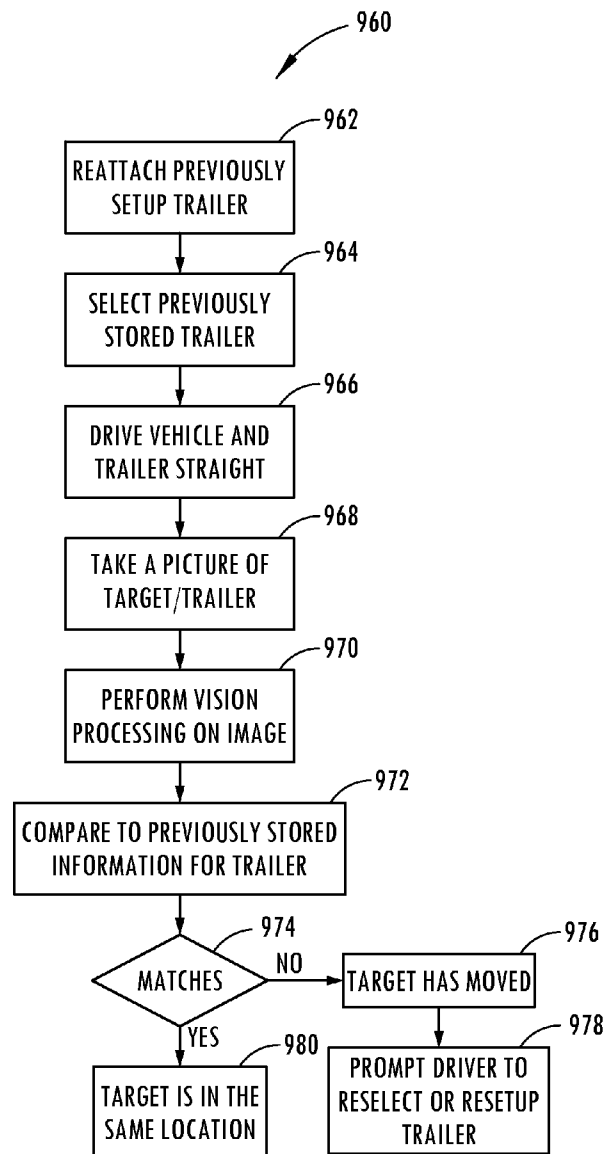 960
962
REATTACH PREVIOUSLY
SETUP TRAILER
964
SELECT PREVIOUSLY
STORED TRAILER
966
DRIVE VEHICLE AND
TRAILER STRAIGHT
968
TAKE A PICTURE OF
TARGET/TRAILER
970
PERFORM VISION
PROCESSING ON IMAGE
972
COMPARE TO PREVIOUSLY STORED
INFORMATION FOR TRAILER
974
MATCHES
NO
976
TARGET HAS MOVED
978
PROMPT DRIVER TO
RESELECT OR RESETUP
TRAILER
YES
980
TARGET IS IN THE
SAME LOCATION